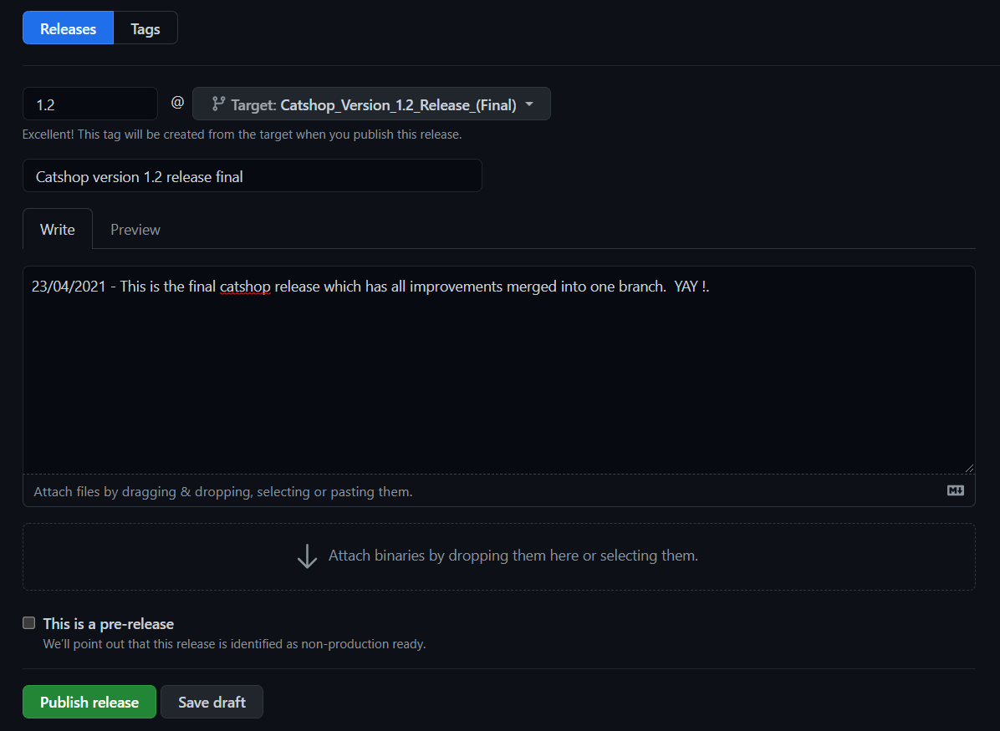 Releases Tags
1.2 @ Target: Catshop_Version_1.2_Release_(Final)
Excellent! This tag will be created from the target when you publish this release.
Catshop version 1.2 release final
Write Preview
23/04/2021 - This is the final catshop release which has all improvements merged into one branch.  YAY !.
Attach files by dragging & dropping, selecting or pasting them.
Attach binaries by dropping them here or selecting them.
This is a pre-release
We'll point out that this release is identified as non-production ready.
Publish release Save draft